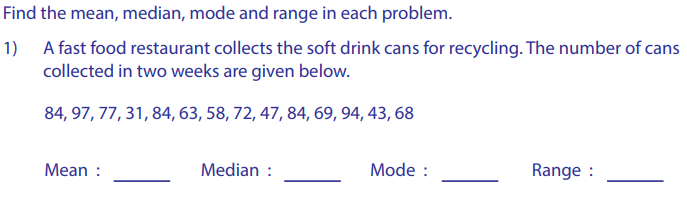 Find the mean, median, mode and range in each problem.
1) A fast food restaurant collects the soft drink cans for recycling. The number of cans
collected in two weeks are given below.
84, 97, 77, 31, 84, 63, 58, 72, 47, 84, 69, 94, 43, 68
Mean : ______ Median : ______ Mode : ______ Range : ______